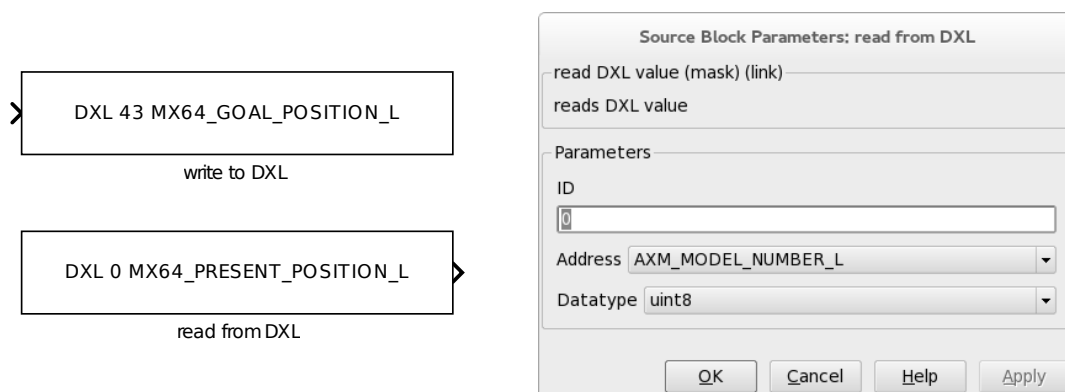 DXL 43 MX64_GOAL_POSITION_L
write to DXL
DXL 0 MX64_PRESENT_POSITION_L
read from DXL
Source Block Parameters: read from DXL
read DXL value (mask) (link)
reads DXL value
Parameters
ID
0
Address AXM_MODEL_NUMBER_L
Datatype uint8
OK Cancel Help Apply